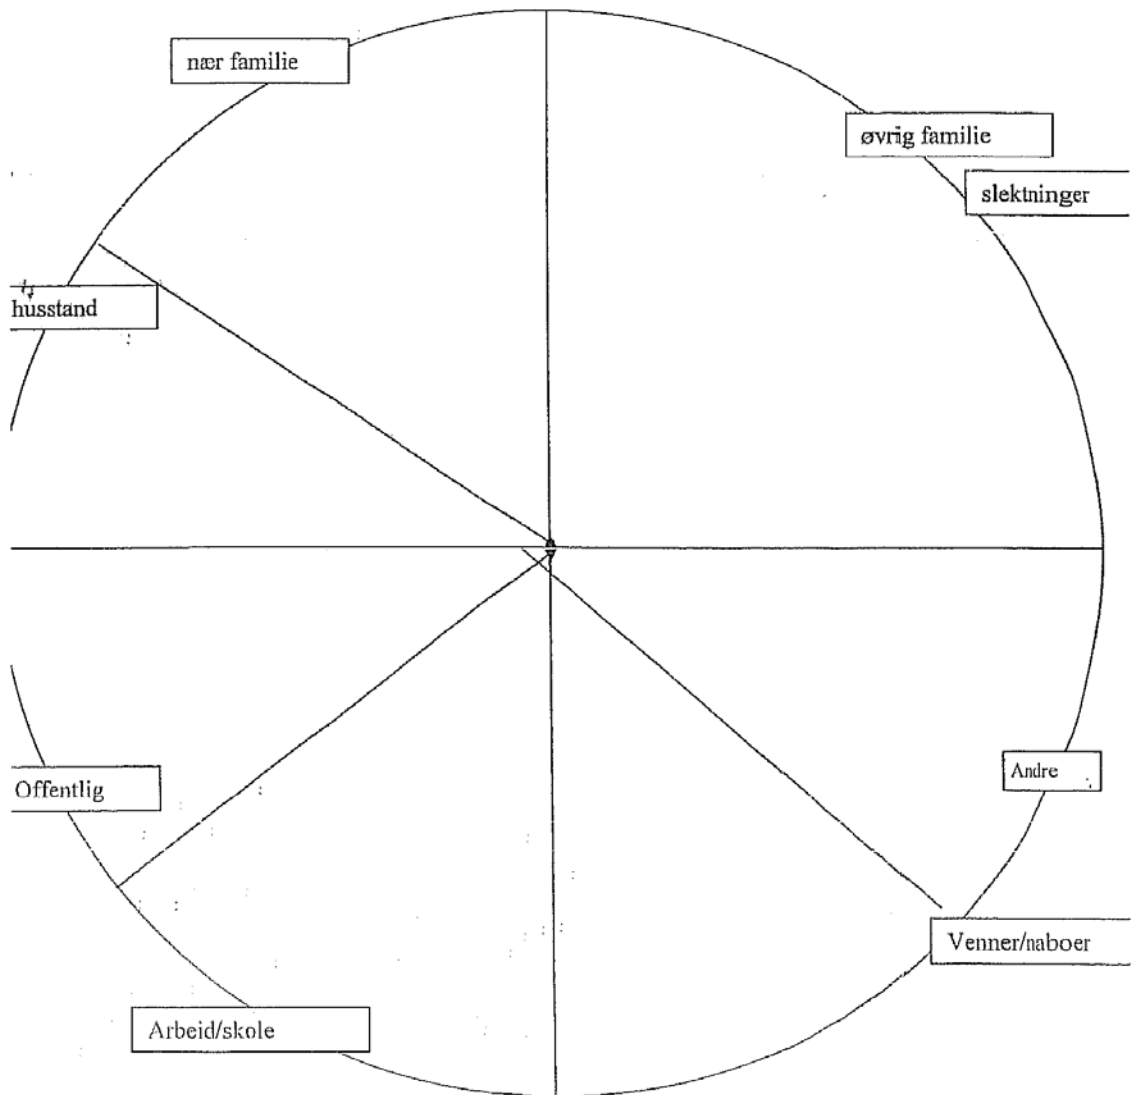 nær familie
øvrig familie
slektninger
husstand
Offentlig
Andre
Venner/naboer
Arbeid/skole